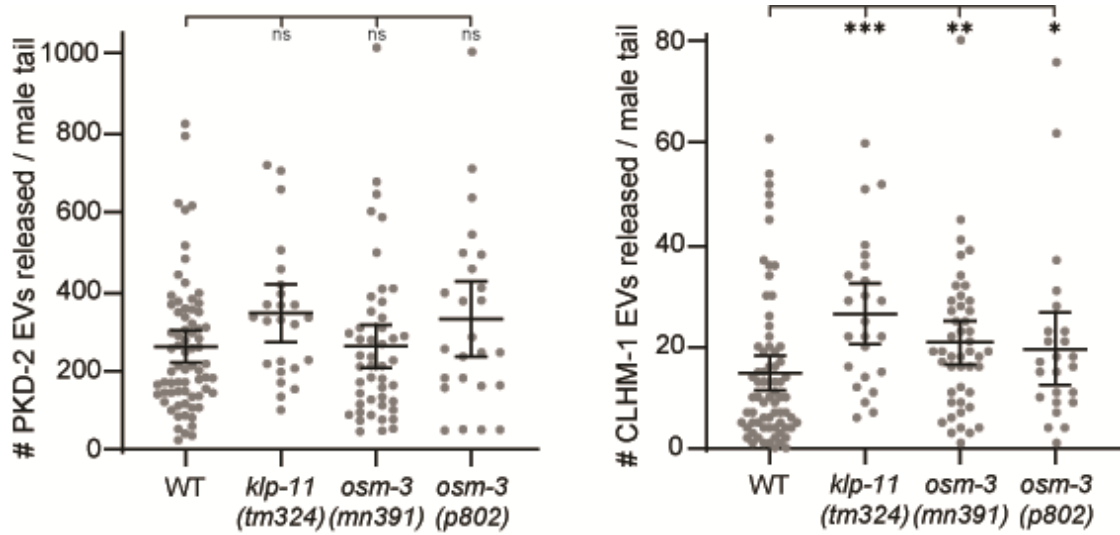 ns ns ns
# PKD-2 EVs released / male tail
1000
800
600
400
200
0
WT klp-11 osm-3 osm-3
(tm324) (mn391) (p802)
*** ** *
# CLHM-1 EVs released / male tail
80
60
40
20
0
WT klp-11 osm-3 osm-3
(tm324) (mn391) (p802)